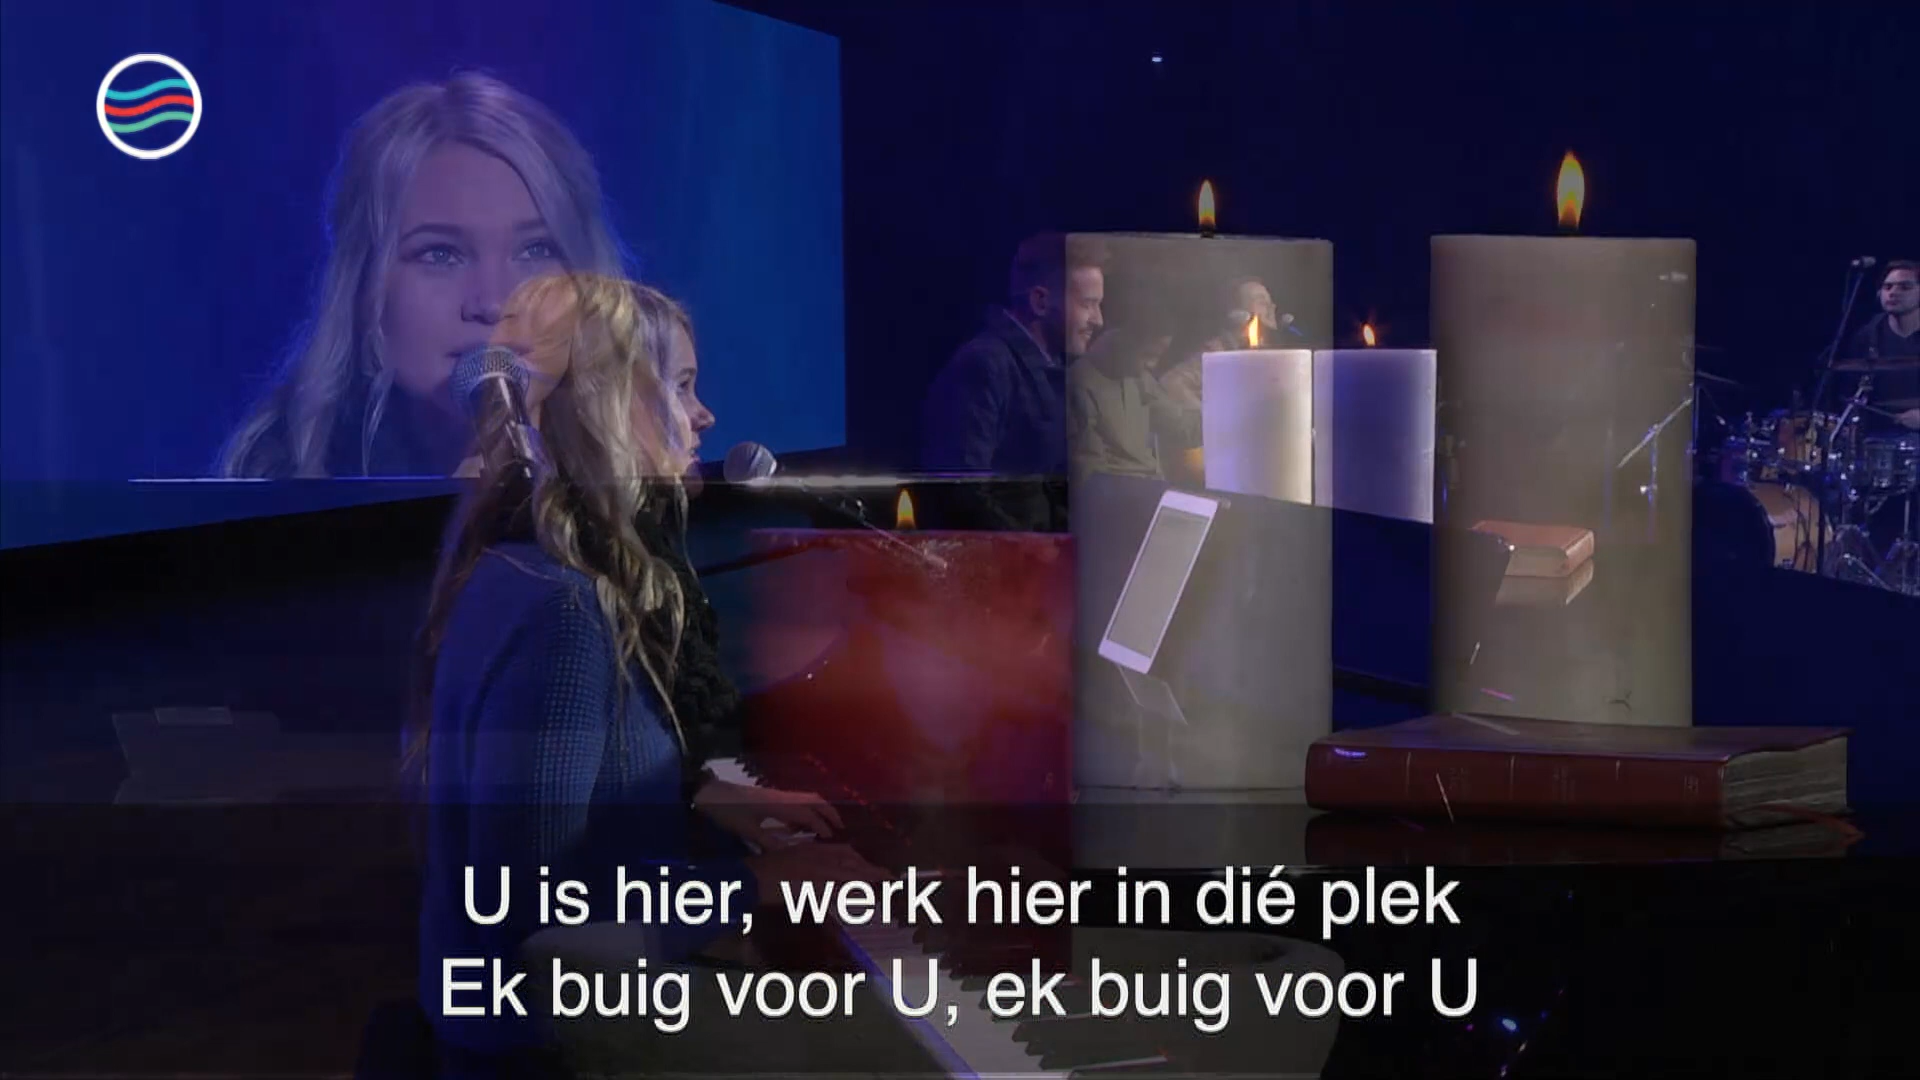 U is hier, werk hier in dié plek
Ek buig voor U, ek buig voor U